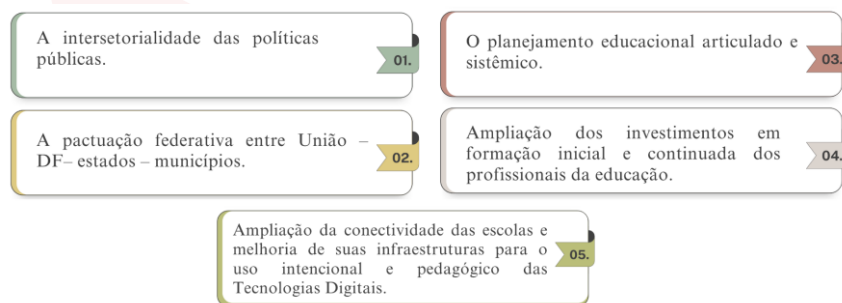 A intersetorialidade das políticas
públicas.
01.
A pactuação federativa entre União –
DF– estados – municípios.
02.
O planejamento educacional articulado e
sistêmico.
03.
Ampliação dos investimentos em
formação inicial e continuada dos
profissionais da educação.
04.
Ampliação da conectividade das escolas e
melhoria de suas infraestruturas para o
uso intencional e pedagógico das
Tecnologias Digitais.
05.